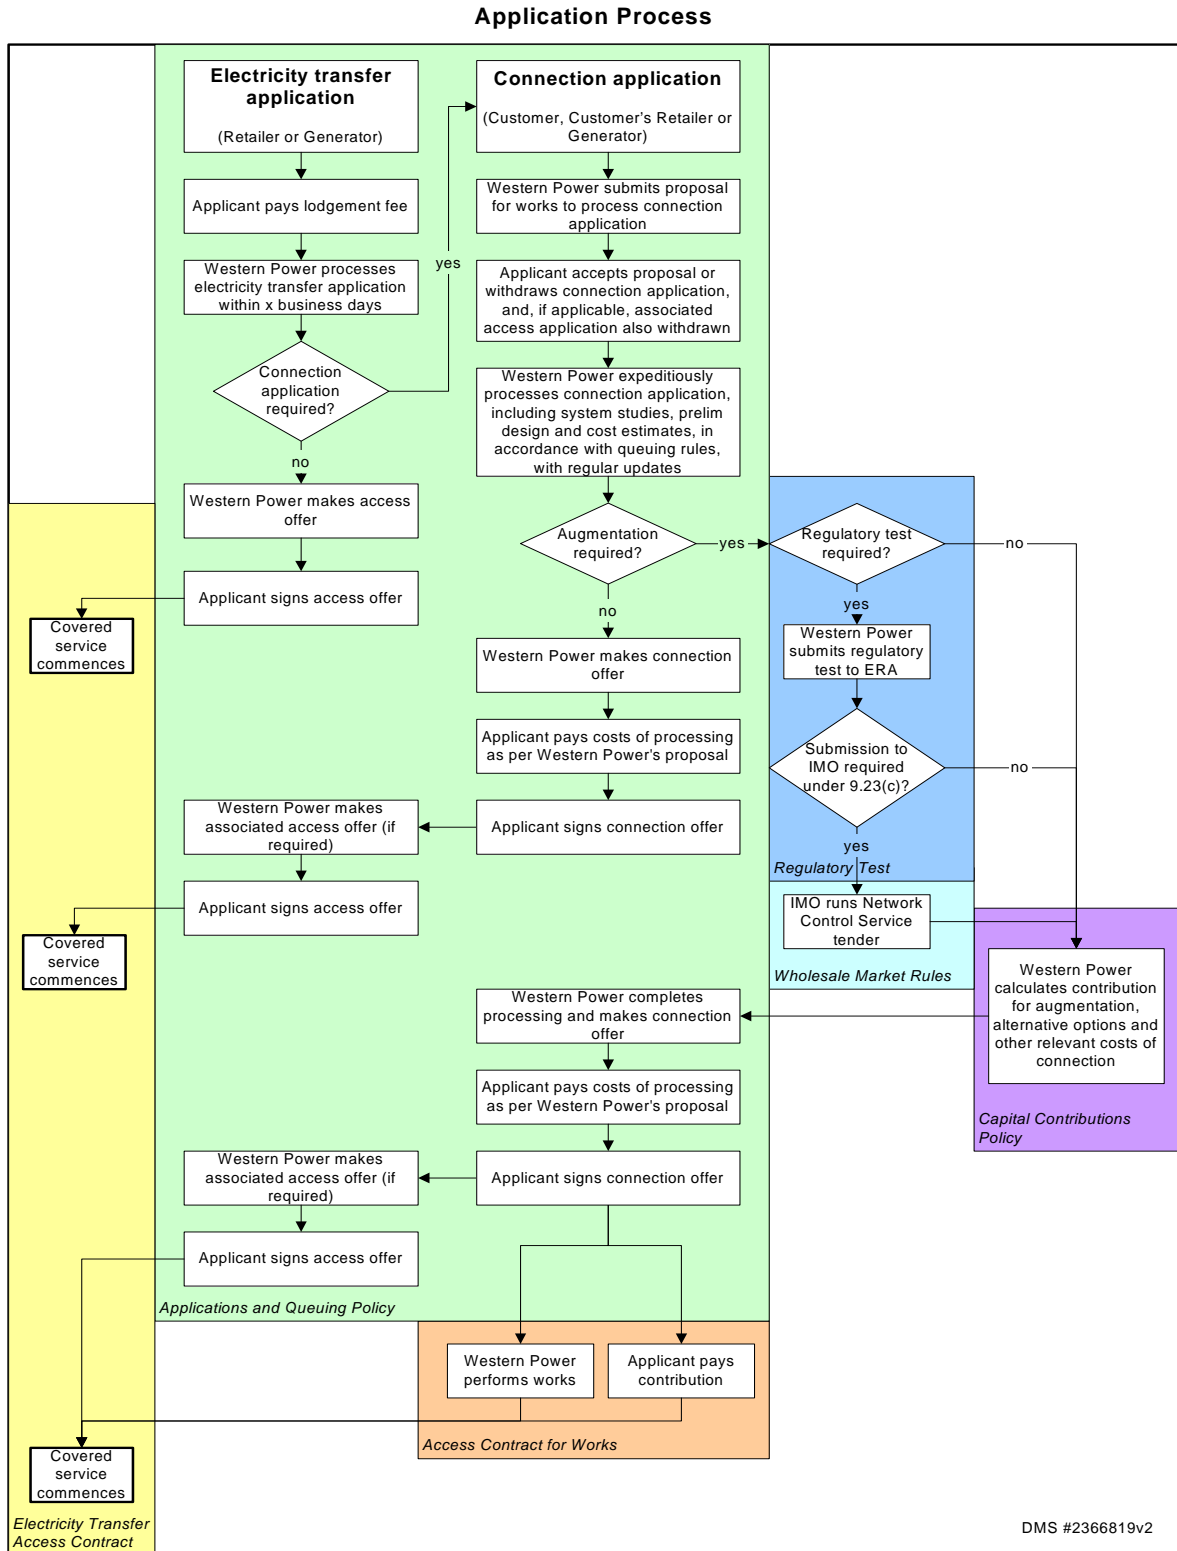 Application Process
Electricity transfer
application
(Retailer or Generator)
Connection application
(Customer, Customer's Retailer or
Generator)
Applicant pays lodgement fee
Western Power submits proposal
for works to process connection
application
yes
Western Power processes
electricity transfer application
within x business days
Applicant accepts proposal or
withdraws connection application,
and, if applicable, associated
access application also withdrawn
Connection
application
required?
Western Power expeditiously
processes connection application,
including system studies, prelim
design and cost estimates, in
accordance with queuing rules,
with regular updates
no
Western Power makes access
offer
Augmentation
required?
yes
Regulatory test
required?
no
Applicant signs access offer
no
yes
Covered
service
commences
Western Power makes connection
offer
Western Power
submits regulatory
test to ERA
Applicant pays costs of processing
as per Western Power's proposal
Submission to
IMO required
under 9.23(c)?
no
Western Power makes
associated access offer (if
required)
Applicant signs connection offer
yes
Regulatory Test
Applicant signs access offer
IMO runs Network
Control Service
tender
Covered
service
commences
Wholesale Market Rules
Western Power
calculates contribution
for augmentation,
alternative options and
other relevant costs of
connection
Western Power completes
processing and makes connection
offer
Applicant pays costs of processing
as per Western Power's proposal
Capital Contributions
Policy
Western Power makes
associated access offer (if
required)
Applicant signs connection offer
Applicant signs access offer
Applications and Queuing Policy
Western Power
performs works
Applicant pays
contribution
Access Contract for Works
Covered
service
commences
Electricity Transfer
Access Contract
DMS #2366819v2